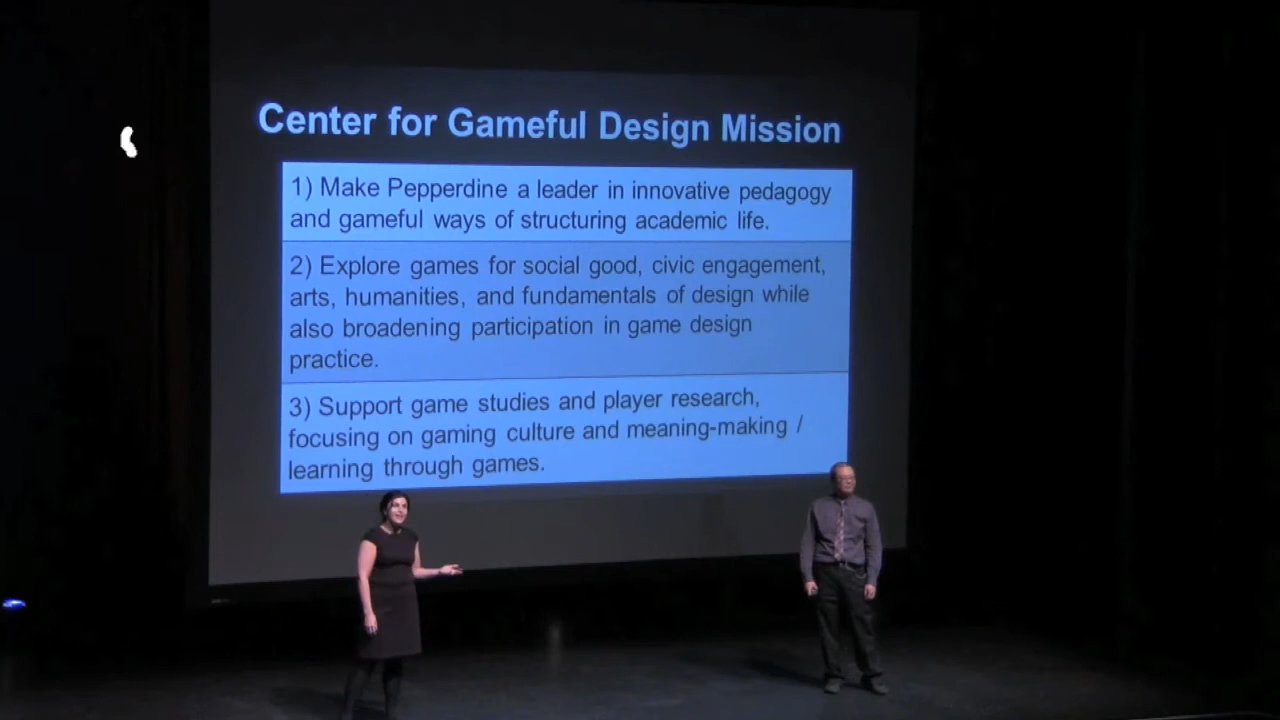 Center for Gameful Design Mission
1) Make Pepperdine a leader in innovative pedagogy
and gameful ways of structuring academic life.
2) Explore games for social good, civic engagement,
arts, humanities, and fundamentals of design while
also broadening participation in game design
practice.
3) Support game studies and player research,
focusing on gaming culture and meaning-making /
learning through games.